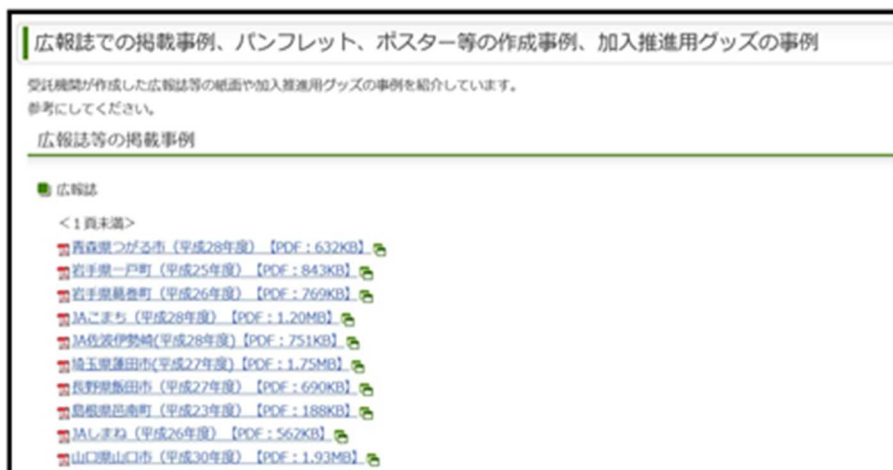 広報誌での掲載事例、パンフレット、ポスター等の作成事例、加入推進用グッズの事例
受託機関が作成した広報誌等の紙面や加入推進用グッズの事例を紹介しています。
参考にしてください。
広報誌等の掲載事例
広報誌
<1頁未満>
青森県つがる市（平成28年度）【PDF：632KB】
岩手県一戸町（平成25年度）【PDF：843KB】
岩手県葛巻町（平成26年度）【PDF：769KB】
JAこまち（平成28年度）【PDF：1.20MB】
JA佐波伊勢崎(平成28年度)【PDF：751KB】
埼玉県蓮田市(平成27年度)【PDF：1.75MB】
長野県飯田市（平成27年度）【PDF：690KB】
島根県邑南町（平成23年度）【PDF：188KB】
JAしまね（平成26年度）【PDF：562KB】
山口県山口市（平成30年度）【PDF：1.93MB】